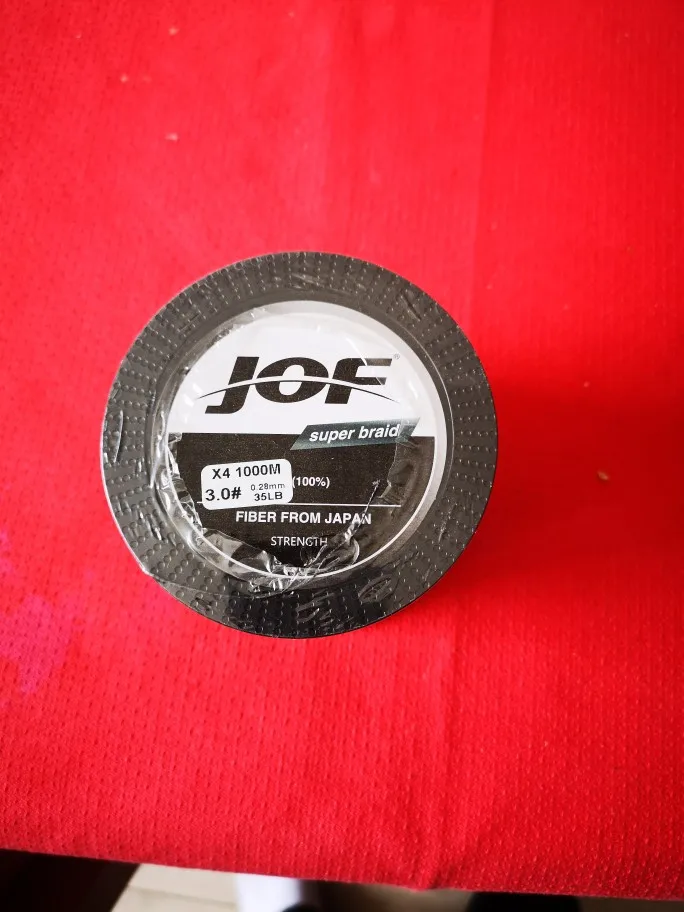 JOF®
super braid
X4 1000M
3.0# 0.28mm
35LB
(100%)
FIBER FROM JAPAN
STRENGTH